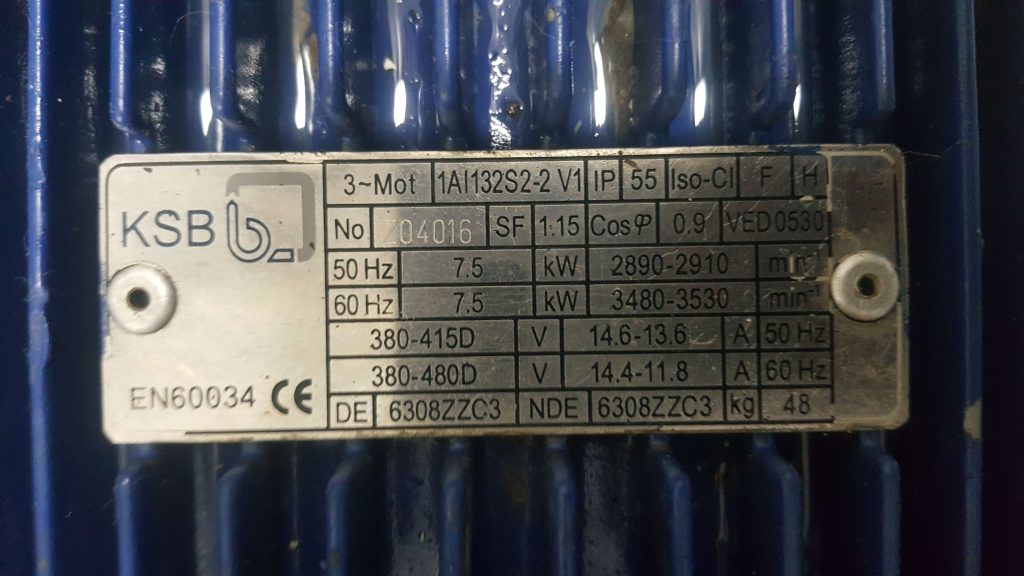 KSB b
3~Mot 1AI132S2-2 V1 IP 55 Iso-Cl F H
No Z04016 SF 1.15 Cosφ 0.9 VED0530
50 Hz 7.5 kW 2890-2910 min⁻¹
60 Hz 7.5 kW 3480-3530 min⁻¹
380-415D V 14.6-13.6 A 50 Hz
380-480D V 14.4-11.8 A 60 Hz
EN60034 CE
DE 6308ZZC3 NDE 6308ZZC3 kg 48